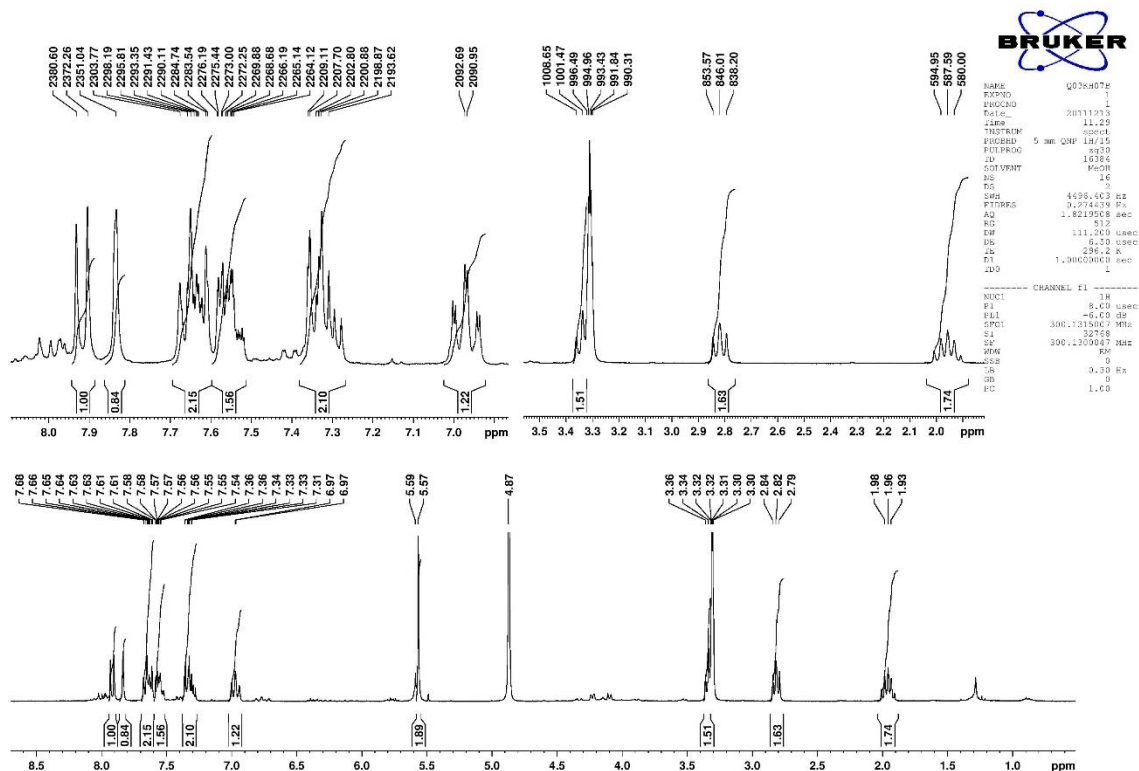 2380.60
2372.26
2351.04
2303.77
2298.19
2295.81
2293.35
2291.43
2290.11
2284.74
2283.54
2276.19
2275.44
2273.00
2272.25
2269.88
2268.68
2266.19
2265.14
2264.12
2209.11
2207.70
2202.80
2200.88
2198.87
2193.62
2092.69
2090.95
1008.65
1001.47
996.49
994.96
993.43
991.84
990.31
853.57
846.01
838.20
594.95
587.59
580.00
BRUKER
NAME Q03KH07B
EXPNO 1
PROCNO 1
Date_ 20111213
Time 11.29
INSTRUM spect
PROBHD 5 mm QNP 1H/15
PULPROG zg30
TD 16384
SOLVENT MeOH
NS 16
DS 2
SWH 4496.403 Hz
FIDRES 0.274439 Hz
AQ 1.8219508 sec
RG 512
DW 111.200 usec
DE 6.50 usec
TE 296.2 K
D1 1.00000000 sec
TD0 1
======== CHANNEL f1 ========
NUC1 1H
P1 8.00 usec
PL1 -6.00 dB
SFO1 300.1315007 MHz
SI 32768
SF 300.1300047 MHz
WDW EM
SSB 0
LB 0.30 Hz
GB 0
PC 1.00
1.00 0.84 2.15 1.56 2.10 1.22
8.0 7.9 7.8 7.7 7.6 7.5 7.4 7.3 7.2 7.1 7.0 ppm
1.51 1.63 1.74
3.5 3.4 3.3 3.2 3.1 3.0 2.9 2.8 2.7 2.6 2.5 2.4 2.3 2.2 2.1 2.0 ppm
7.68
7.66
7.65
7.64
7.63
7.63
7.61
7.61
7.58
7.58
7.57
7.57
7.56
7.56
7.55
7.55
7.54
7.36
7.36
7.34
7.33
7.33
7.31
6.97
6.97
5.59
5.57
4.87
3.36
3.34
3.32
3.32
3.31
3.30
3.30
2.84
2.82
2.79
1.98
1.96
1.93
1.00 0.84 2.15 1.56 2.10 1.22 1.89 1.51 1.63 1.74
8.5 8.0 7.5 7.0 6.5 6.0 5.5 5.0 4.5 4.0 3.5 3.0 2.5 2.0 1.5 1.0 ppm